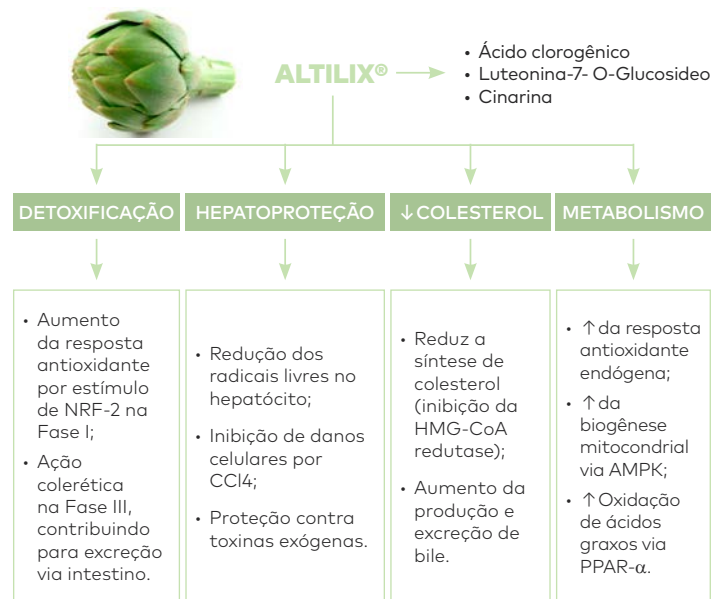 ALTILIX®
• Ácido clorogênico
• Luteonina-7- O-Glucosideo
• Cinarina
DETOXIFICAÇÃO
HEPATOPROTEÇÃO
↓COLESTEROL
METABOLISMO
• Aumento
da resposta
antioxidante
por estímulo
de NRF-2 na
Fase I;
• Ação
colerética
na Fase III,
contribuindo
para excreção
via intestino.
• Redução dos
radicais livres no
hepatócito;
• Inibição de danos
celulares por
CCl4;
• Proteção contra
toxinas exógenas.
• Reduz a
síntese de
colesterol
(inibição da
HMG-CoA
redutase);
• Aumento da
produção e
excreção de
bile.
• ↑da resposta
antioxidante
endógena;
• ↑da
biogênese
mitocondrial
via AMPK;
• ↑Oxidação
de ácidos
graxos via
PPAR-α.